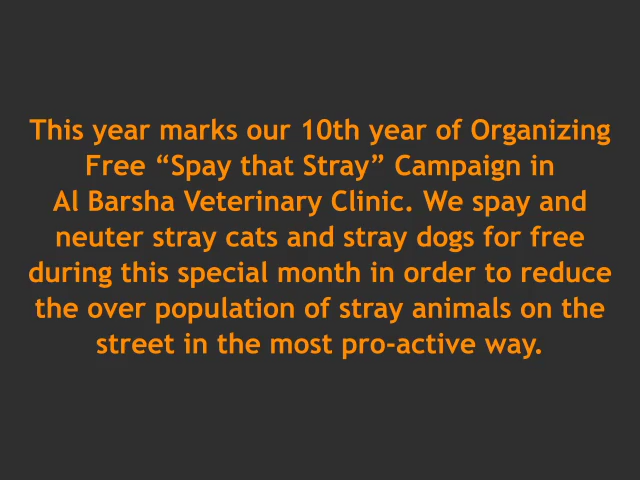 This year marks our 10th year of Organizing
Free “Spay that Stray” Campaign in
Al Barsha Veterinary Clinic. We spay and
neuter stray cats and stray dogs for free
during this special month in order to reduce
the over population of stray animals on the
street in the most pro-active way.